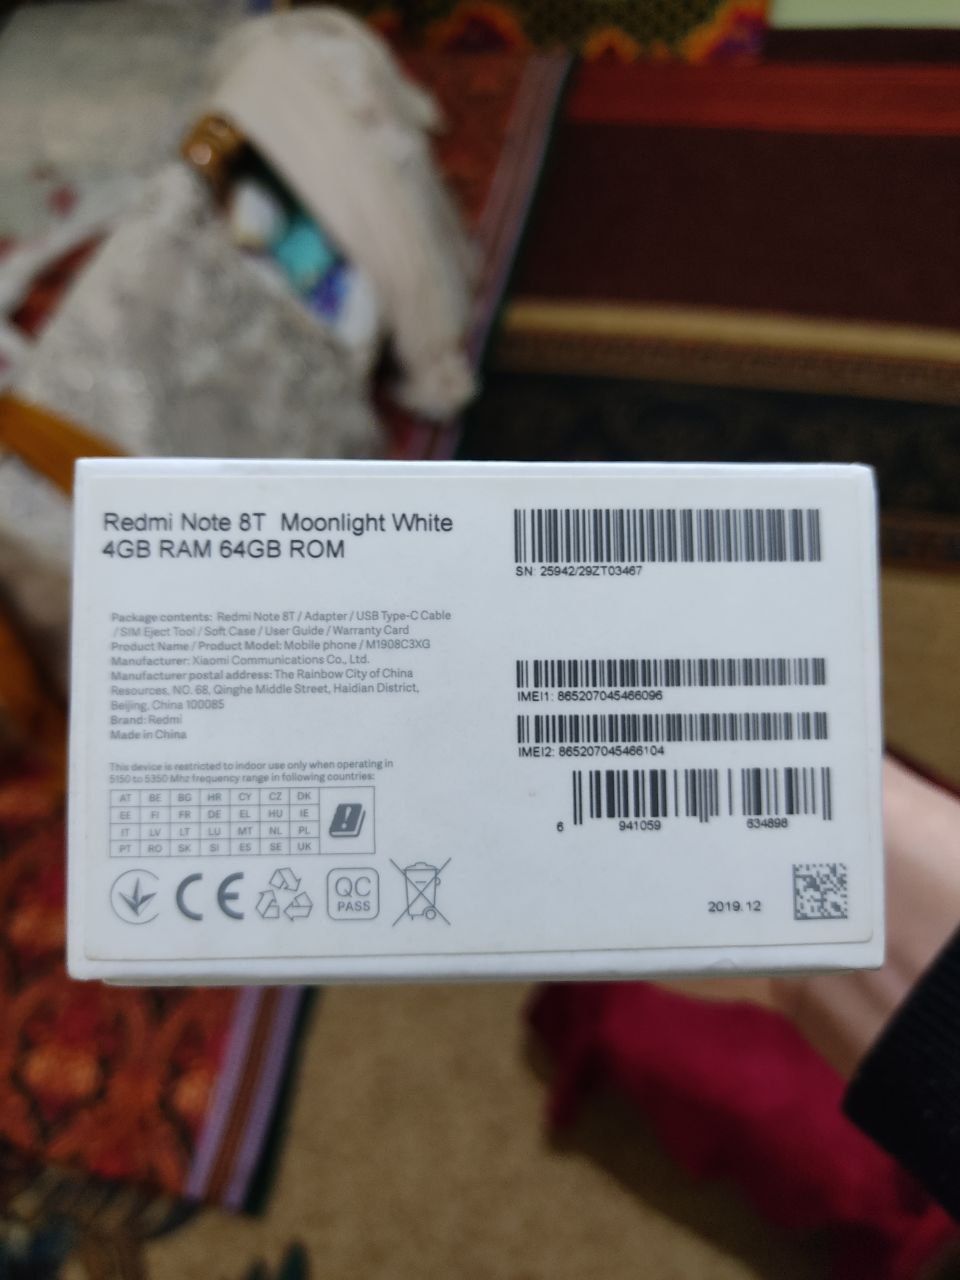 Redmi Note 8T Moonlight White
4GB RAM 64GB ROM
SN: 25942/29ZT03467
Package contents: Redmi Note 8T / Adapter / USB Type-C Cable
/ SIM Eject Tool / Soft Case / User Guide / Warranty Card
Product Name / Product Model: Mobile phone / M1908C3XG
Manufacturer: Xiaomi Communications Co., Ltd.
Manufacturer postal address: The Rainbow City of China
Resources, NO. 68, Qinghe Middle Street, Haidian District,
Beijing, China 100085
Brand: Redmi
Made in China
IMEI1: 865207045466096
IMEI2: 865207045466104
6 941059 634898
This device is restricted to indoor use only when operating in
5150 to 5350 Mhz frequency range in following countries:
AT BE BG HR CY CZ DK
EE FI FR DE EL HU IE
IT LV LT LU MT NL PL
PT RO SK SI ES SE UK
CE
QC
PASS
2019.12